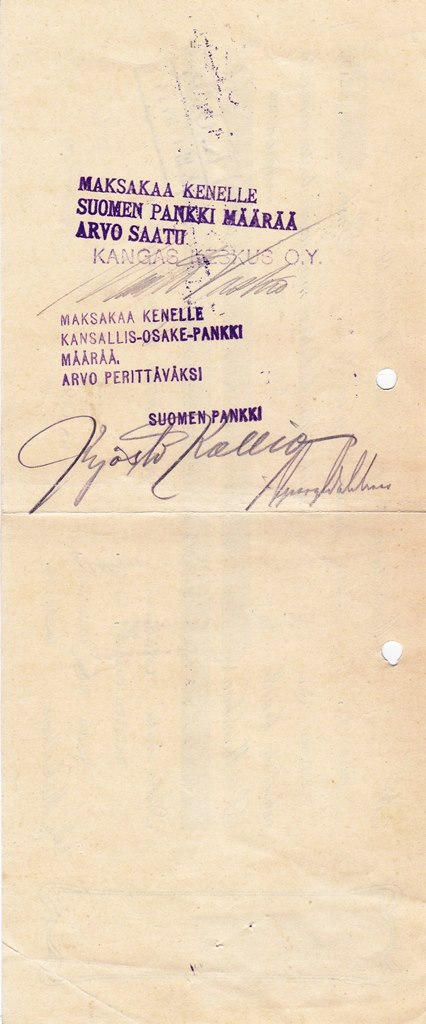 MAKSAKAA KENELLE
SUOMEN PANKKI MÄÄRÄÄ
ARVO SAATU
KANGAS KESKUS O.Y.
MAKSAKAA KENELLE
KANSALLIS-OSAKE-PANKKI
MÄÄRÄÄ,
ARVO PERITTÄVÄKSI
SUOMEN PANKKI
Kyösti Kallio